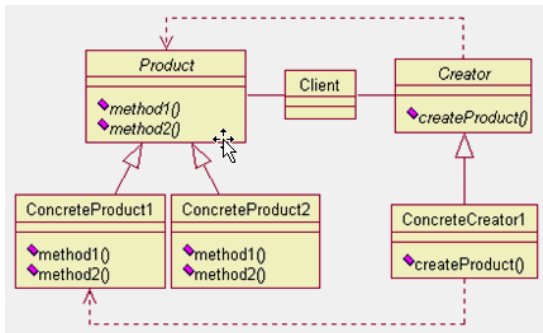 Product
method1()
method2()
Client
Creator
createProduct()
ConcreteProduct1
method1()
method2()
ConcreteProduct2
method1()
method2()
ConcreteCreator1
createProduct()